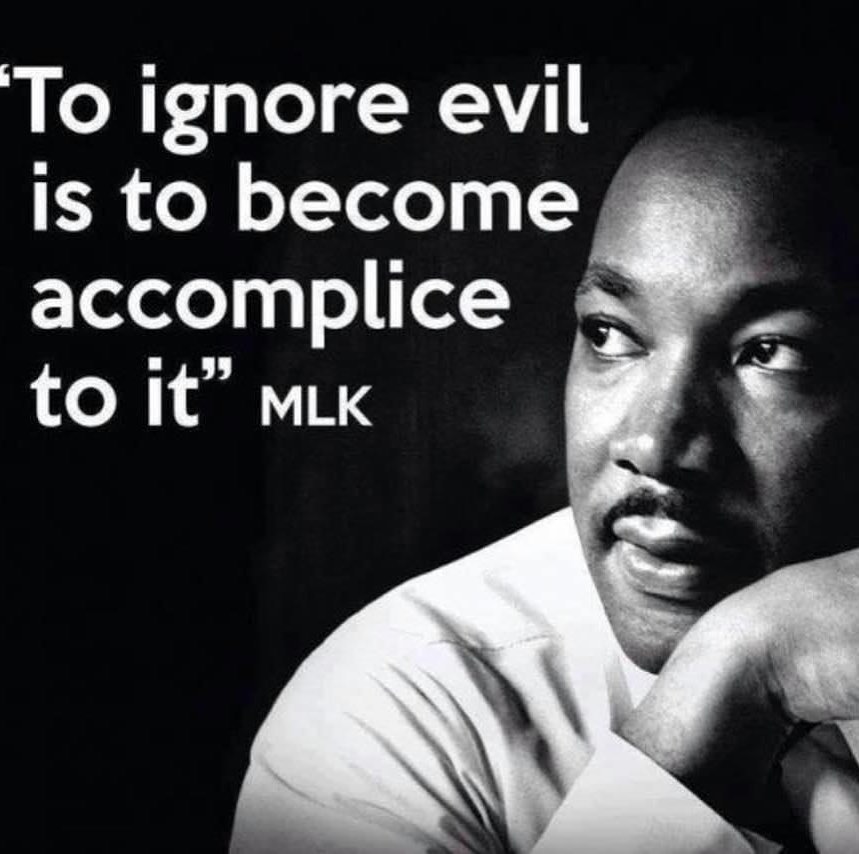 “To ignore evil
is to become
accomplice
to it” MLK